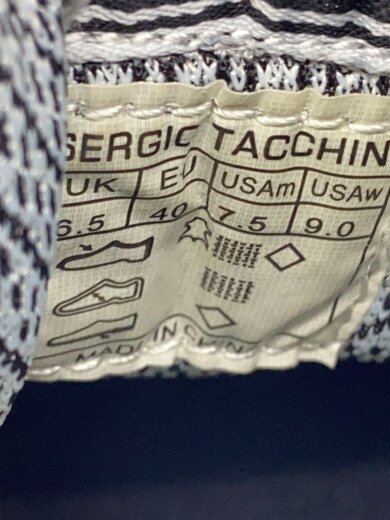 SERGIO TACCHIN
UK EU USAm USAw
6.5 40 7.5 9.0
MADE IN CHINA